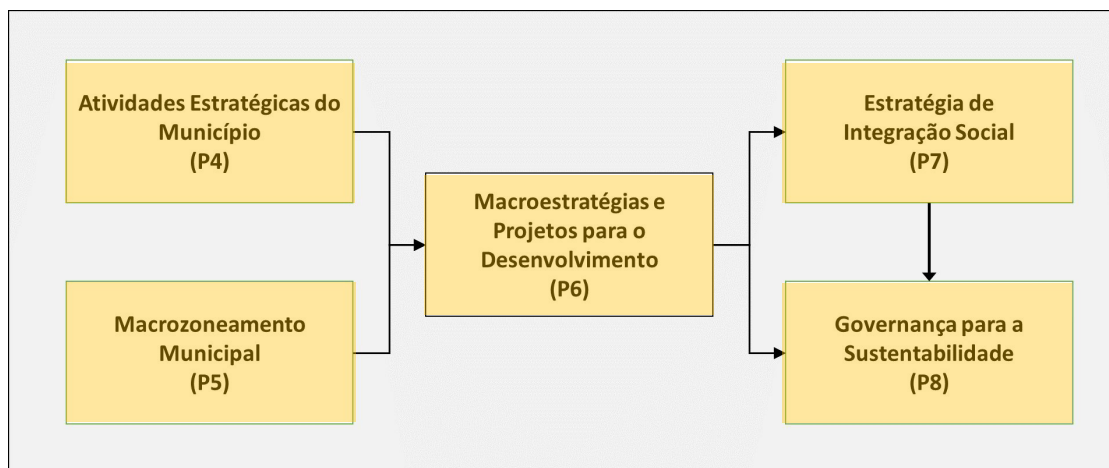 Atividades Estratégicas do
Município
(P4)
Macrozoneamento
Municipal
(P5)
Macroestratégias e
Projetos para o
Desenvolvimento
(P6)
Estratégia de
Integração Social
(P7)
Governança para a
Sustentabilidade
(P8)